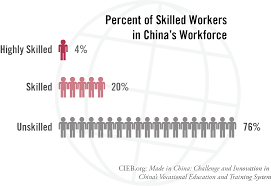 Percent of Skilled Workers
in China's Workforce
Highly Skilled 4%
Skilled 20%
Unskilled 76%
CIEB.org: Made in China: Challenge and Innovation in
China's Vocational Education and Training System